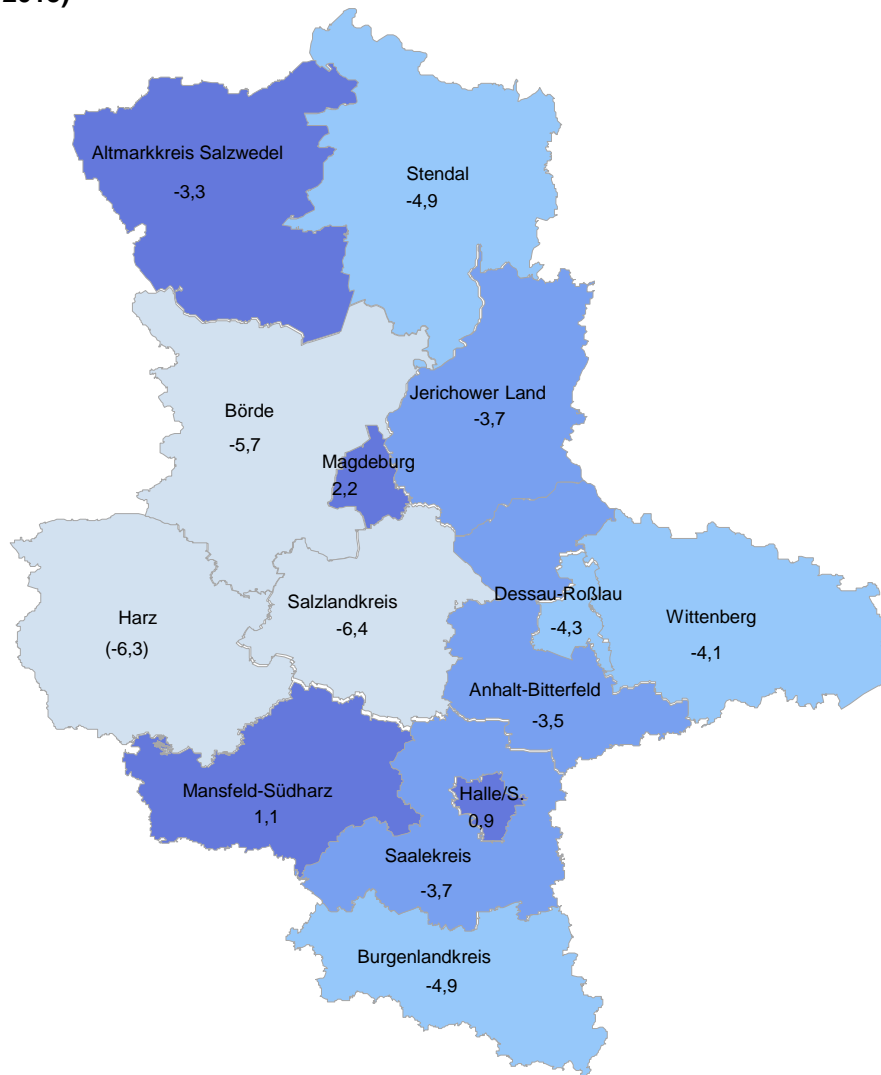 2018)
Altmarkkreis Salzwedel
-3,3
Stendal
-4,9
Jerichower Land
-3,7
Börde
-5,7
Magdeburg
2,2
Dessau-Roßlau
-4,3
Wittenberg
-4,1
Salzlandkreis
-6,4
Harz
(-6,3)
Anhalt-Bitterfeld
-3,5
Mansfeld-Südharz
1,1
Halle/S.
0,9
Saalekreis
-3,7
Burgenlandkreis
-4,9